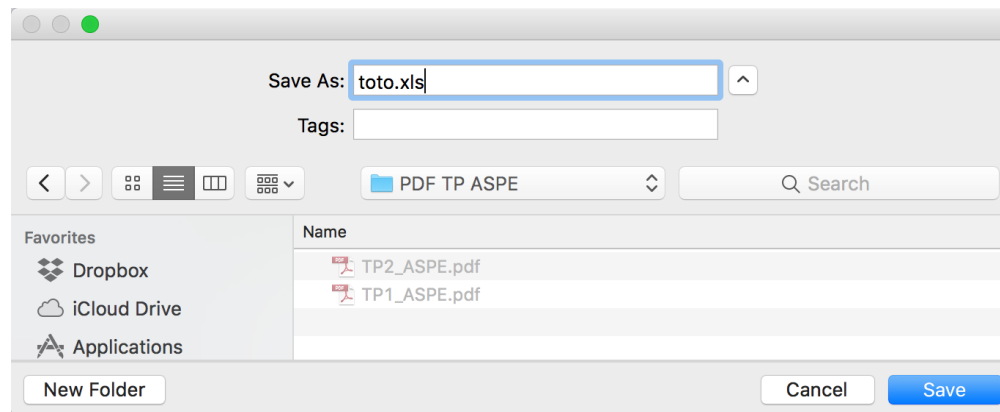 Save As: toto.xls
Tags:
PDF TP ASPE Search
Favorites
Dropbox
iCloud Drive
Applications
Name
TP2_ASPE.pdf
TP1_ASPE.pdf
New Folder Cancel Save